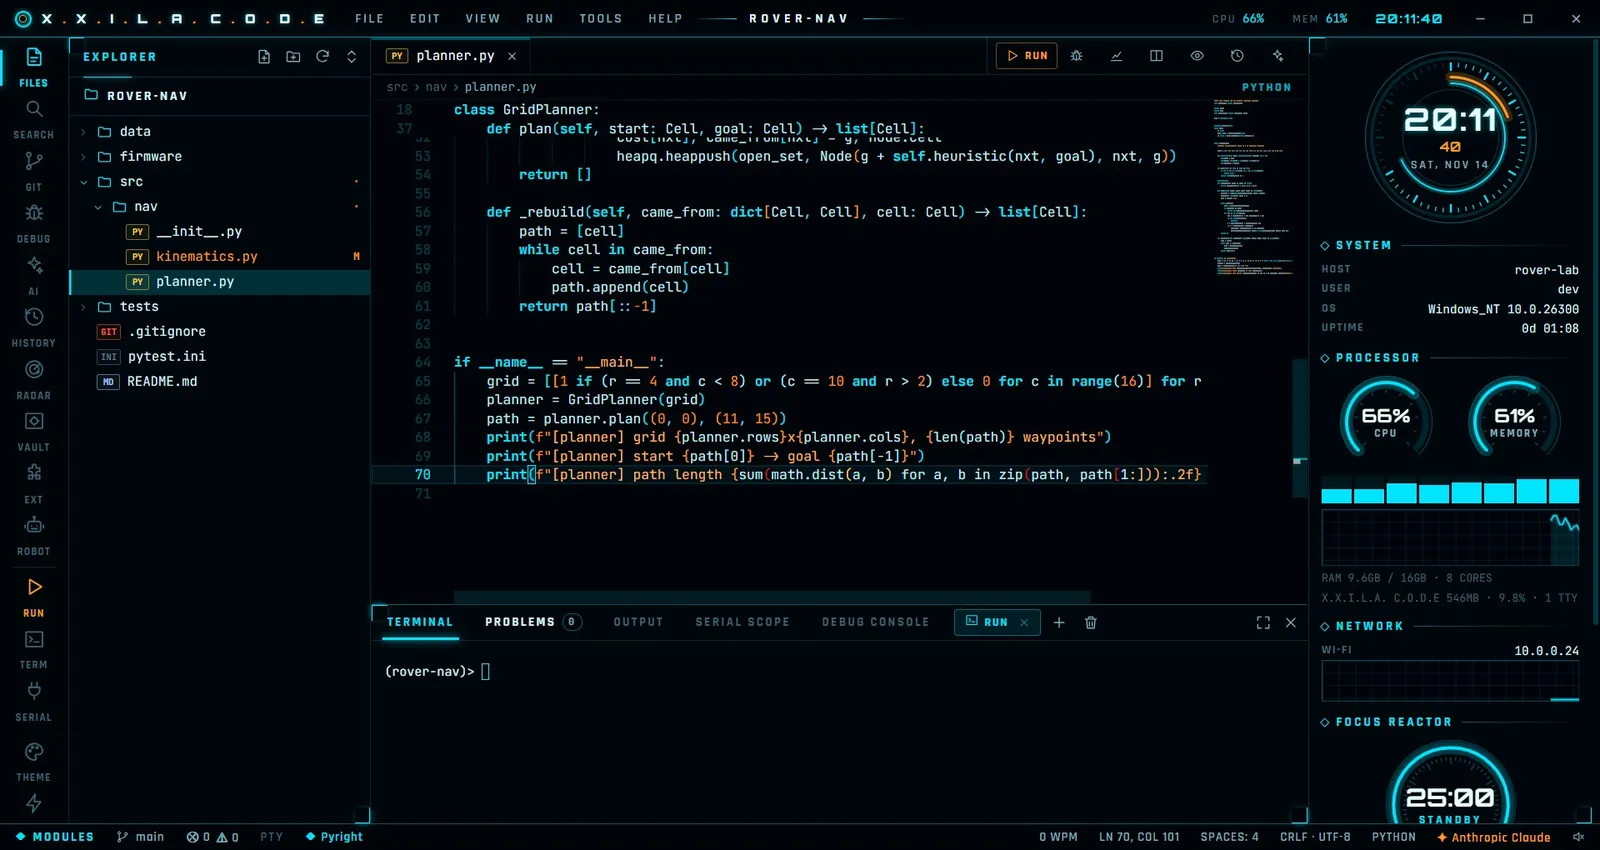 X.X.I.L.A.C.O.D.E FILE EDIT VIEW RUN TOOLS HELP ROVER-NAV CPU 66% MEM 61% 20:11:40
FILES
SEARCH
GIT
DEBUG
AI
HISTORY
RADAR
VAULT
EXT
ROBOT
RUN
TERM
SERIAL
THEME
EXPLORER
ROVER-NAV
data
firmware
src
nav
PY __init__.py
PY kinematics.py M
PY planner.py
tests
GIT .gitignore
INI pytest.ini
MD README.md
PY planner.py RUN
src › nav › planner.py PYTHON
18 class GridPlanner:
37 def plan(self, start: Cell, goal: Cell) -> list[Cell]:
53 heapq.heappush(open_set, Node(g + self.heuristic(nxt, goal), nxt, g))
54 return []
55
56 def _rebuild(self, came_from: dict[Cell, Cell], cell: Cell) -> list[Cell]:
57 path = [cell]
58 while cell in came_from:
59 cell = came_from[cell]
60 path.append(cell)
61 return path[::-1]
62
63
64 if __name__ == "__main__":
65 grid = [[1 if (r == 4 and c < 8) or (c == 10 and r > 2) else 0 for c in range(16)] for r
66 planner = GridPlanner(grid)
67 path = planner.plan((0, 0), (11, 15))
68 print(f"[planner] grid {planner.rows}x{planner.cols}, {len(path)} waypoints")
69 print(f"[planner] start {path[0]} -> goal {path[-1]}")
70 print(f"[planner] path length {sum(math.dist(a, b) for a, b in zip(path, path[1:])):.2f}
71
TERMINAL PROBLEMS 0 OUTPUT SERIAL SCOPE DEBUG CONSOLE RUN
(rover-nav)>
20:11
40
SAT, NOV 14
SYSTEM
HOST rover-lab
USER dev
OS Windows_NT 10.0.26300
UPTIME 0d 01:08
PROCESSOR
66% CPU
61% MEMORY
RAM 9.6GB / 16GB · 8 CORES
X.X.I.L.A. C.O.D.E 546MB · 9.8% · 1 TTY
NETWORK
WI-FI 10.0.0.24
FOCUS REACTOR
25:00
STANDBY
MODULES main 0 0 PTY Pyright 0 WPM LN 70, COL 101 SPACES: 4 CRLF · UTF-8 PYTHON Anthropic Claude